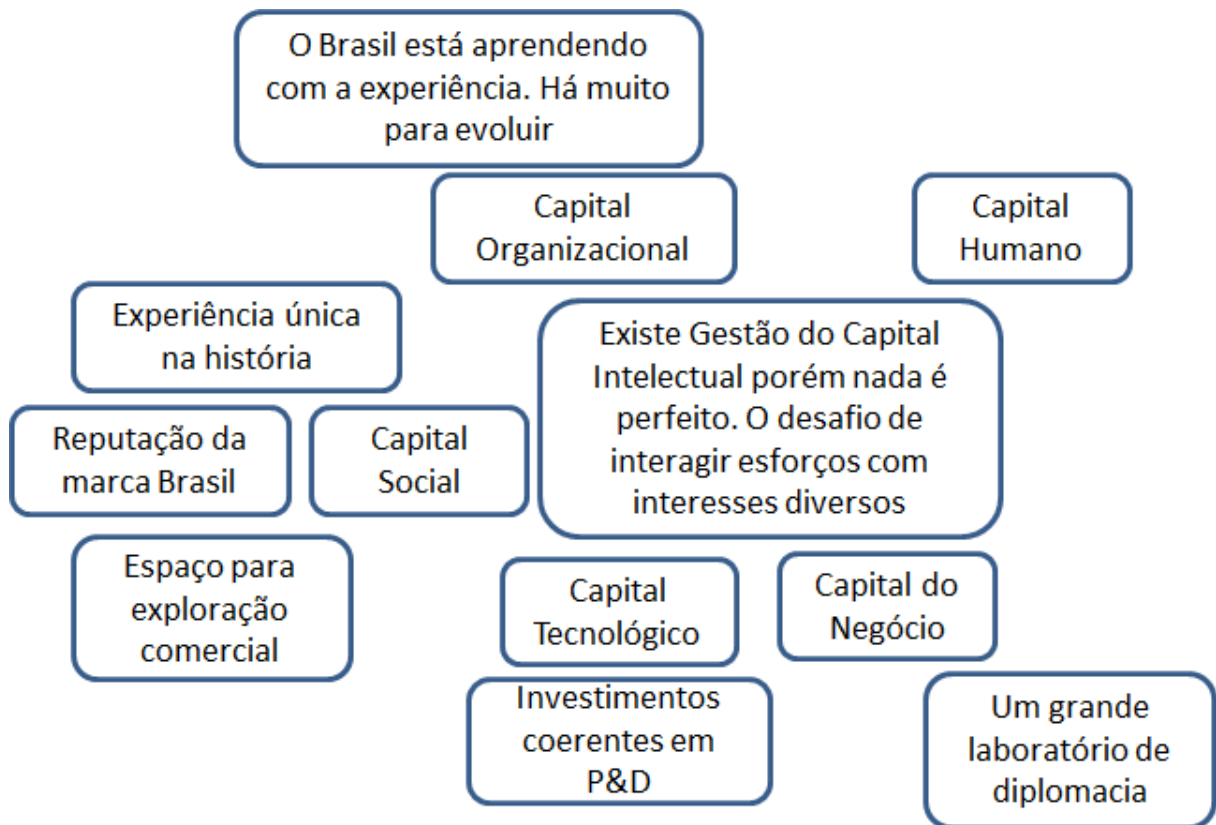 O Brasil está aprendendo
com a experiência. Há muito
para evoluir
Capital
Organizacional
Capital
Humano
Experiência única
na história
Existe Gestão do Capital
Intelectual porém nada é
perfeito. O desafio de
interagir esforços com
interesses diversos
Reputação da
marca Brasil
Capital
Social
Espaço para
exploração
comercial
Capital
Tecnológico
Capital do
Negócio
Investimentos
coerentes em
P&D
Um grande
laboratório de
diplomacia